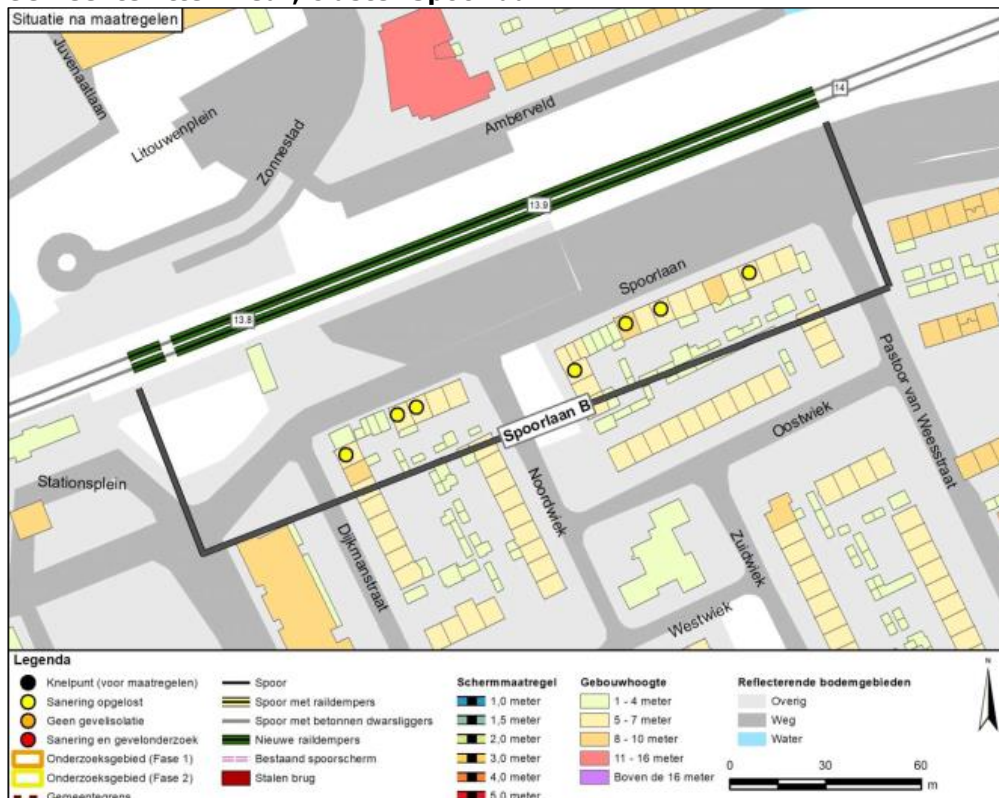 Situatie na maatregelen
Juvenaatlaan
Litouwenplein
Zonnestad
Amberveld
14
13.9
13.8
Spoorlaan
Spoorlaan B
Stationsplein
Dijkmanstraat
Noordwiek
Oostwiek
Zuidwiek
Westwiek
Pastoor van Weesstraat
Legenda
Knelpunt (voor maatregelen)
Sanering opgelost
Geen gevelisolatie
Sanering en gevelonderzoek
Onderzoeksgebied (Fase 1)
Onderzoeksgebied (Fase 2)
Gemeentegrens
Spoor
Spoor met raildempers
Spoor met betonnen dwarsliggers
Nieuwe raildempers
Bestaand spoorscherm
Stalen brug
Schermmaatregel
1,0 meter
1,5 meter
2,0 meter
3,0 meter
4,0 meter
5,0 meter
Gebouwhoogte
1 - 4 meter
5 - 7 meter
8 - 10 meter
11 - 16 meter
Boven de 16 meter
Reflecterende bodemgebieden
Overig
Weg
Water
N
0 30 60
m